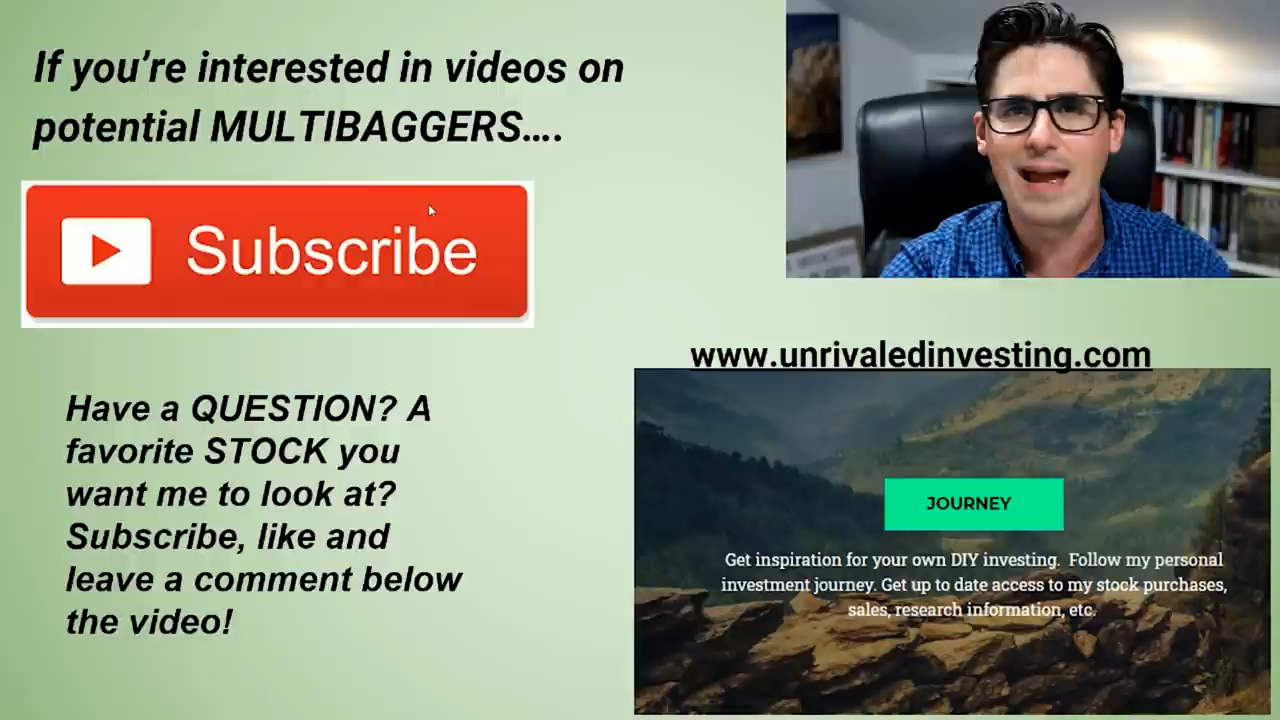 If you’re interested in videos on
potential MULTIBAGGERS....
Subscribe
www.unrivaledinvesting.com
Have a QUESTION? A
favorite STOCK you
want me to look at?
Subscribe, like and
leave a comment below
the video!
JOURNEY
Get inspiration for your own DIY investing. Follow my personal
investment journey. Get up to date access to my stock purchases,
sales, research information, etc.